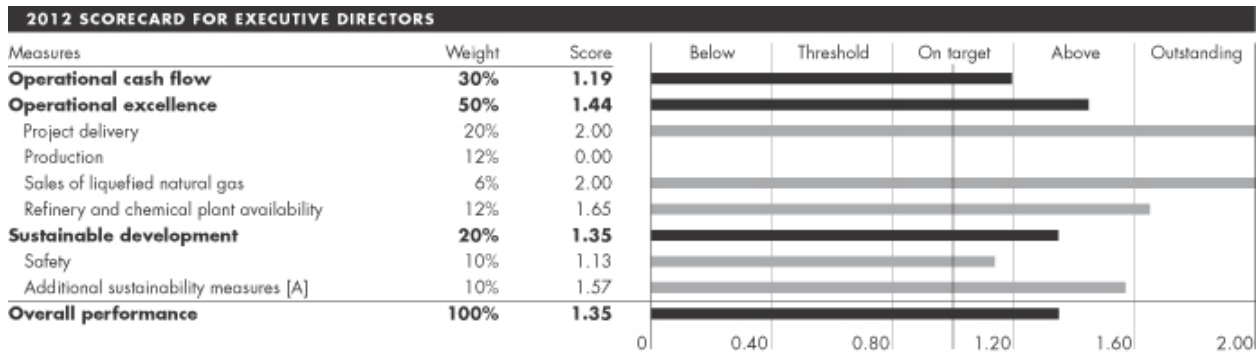 2012 SCORECARD FOR EXECUTIVE DIRECTORS
Measures Weight Score Below Threshold On target Above Outstanding
Operational cash flow 30% 1.19
Operational excellence 50% 1.44
Project delivery 20% 2.00
Production 12% 0.00
Sales of liquefied natural gas 6% 2.00
Refinery and chemical plant availability 12% 1.65
Sustainable development 20% 1.35
Safety 10% 1.13
Additional sustainability measures [A] 10% 1.57
Overall performance 100% 1.35
0 0.40 0.80 1.20 1.60 2.00